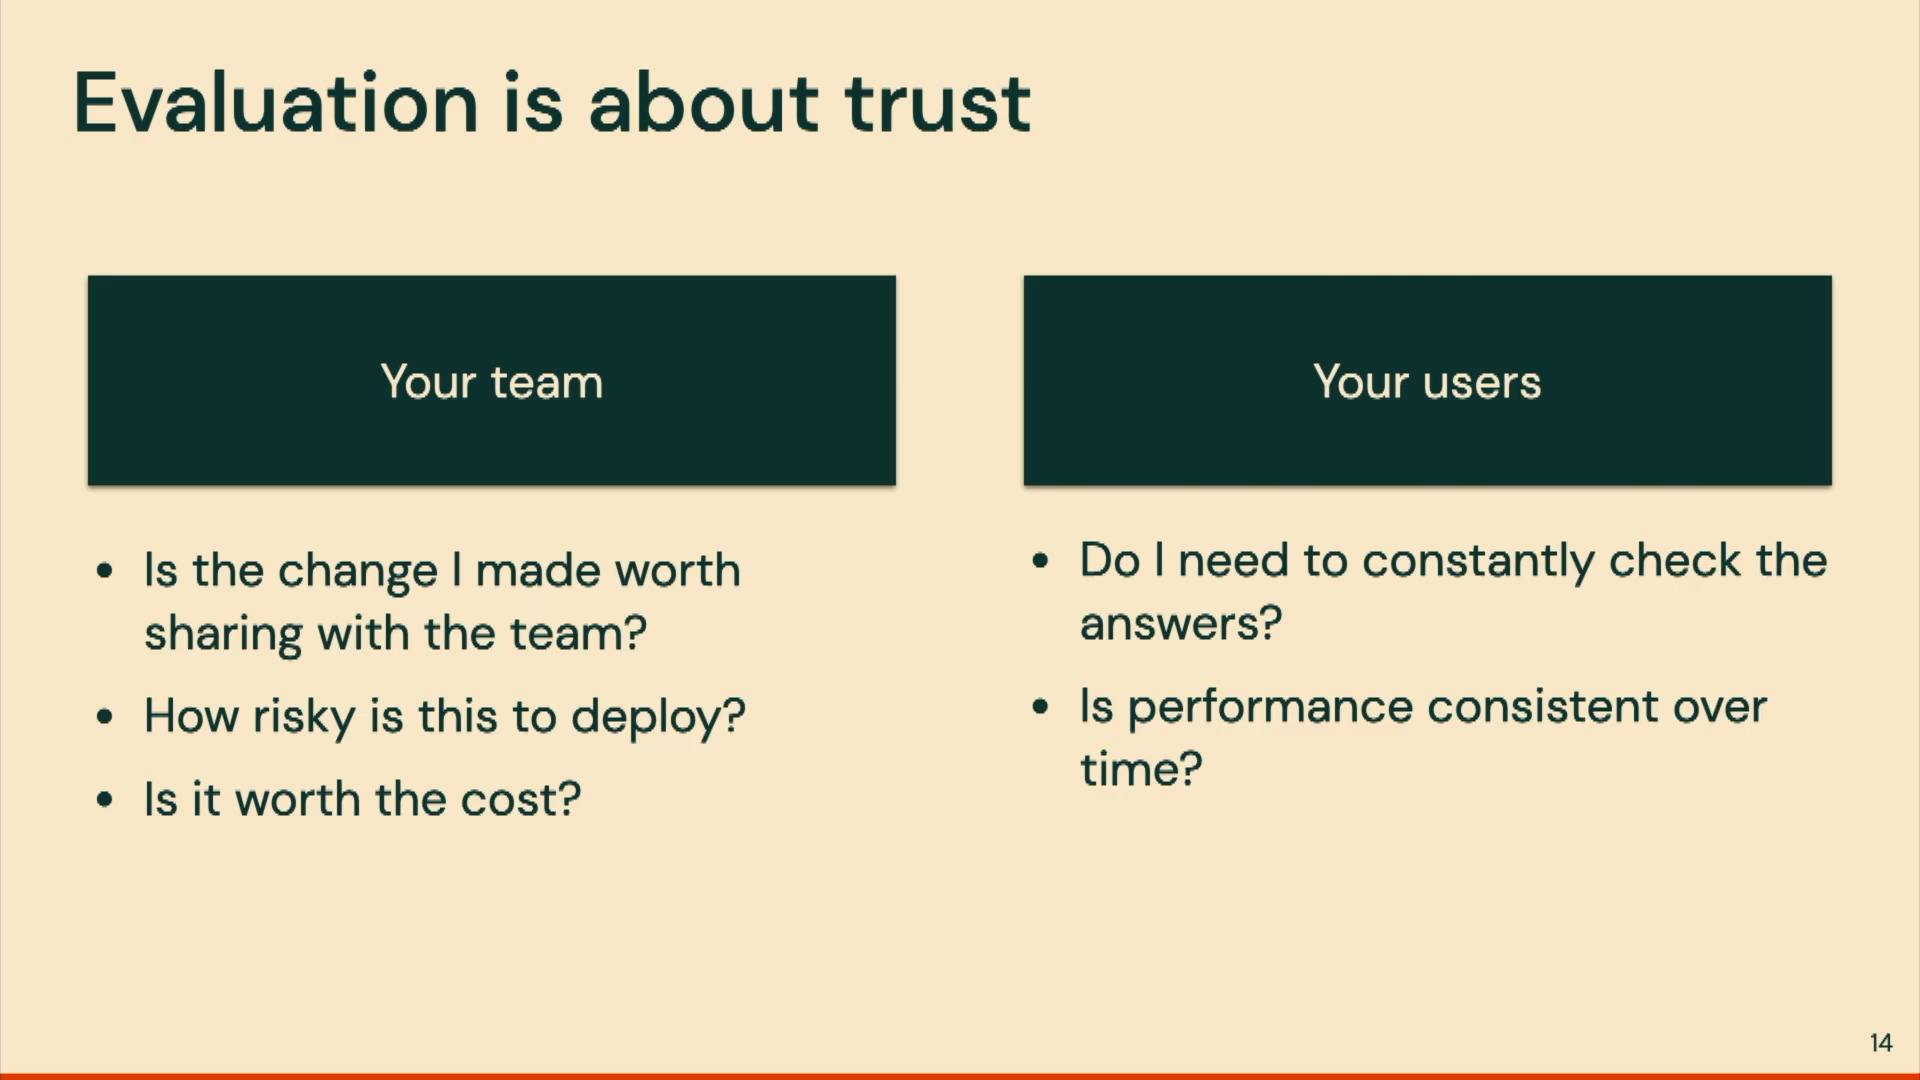 Evaluation is about trust
Your team
• Is the change I made worth
sharing with the team?
• How risky is this to deploy?
• Is it worth the cost?
Your users
• Do I need to constantly check the
answers?
• Is performance consistent over
time?
14